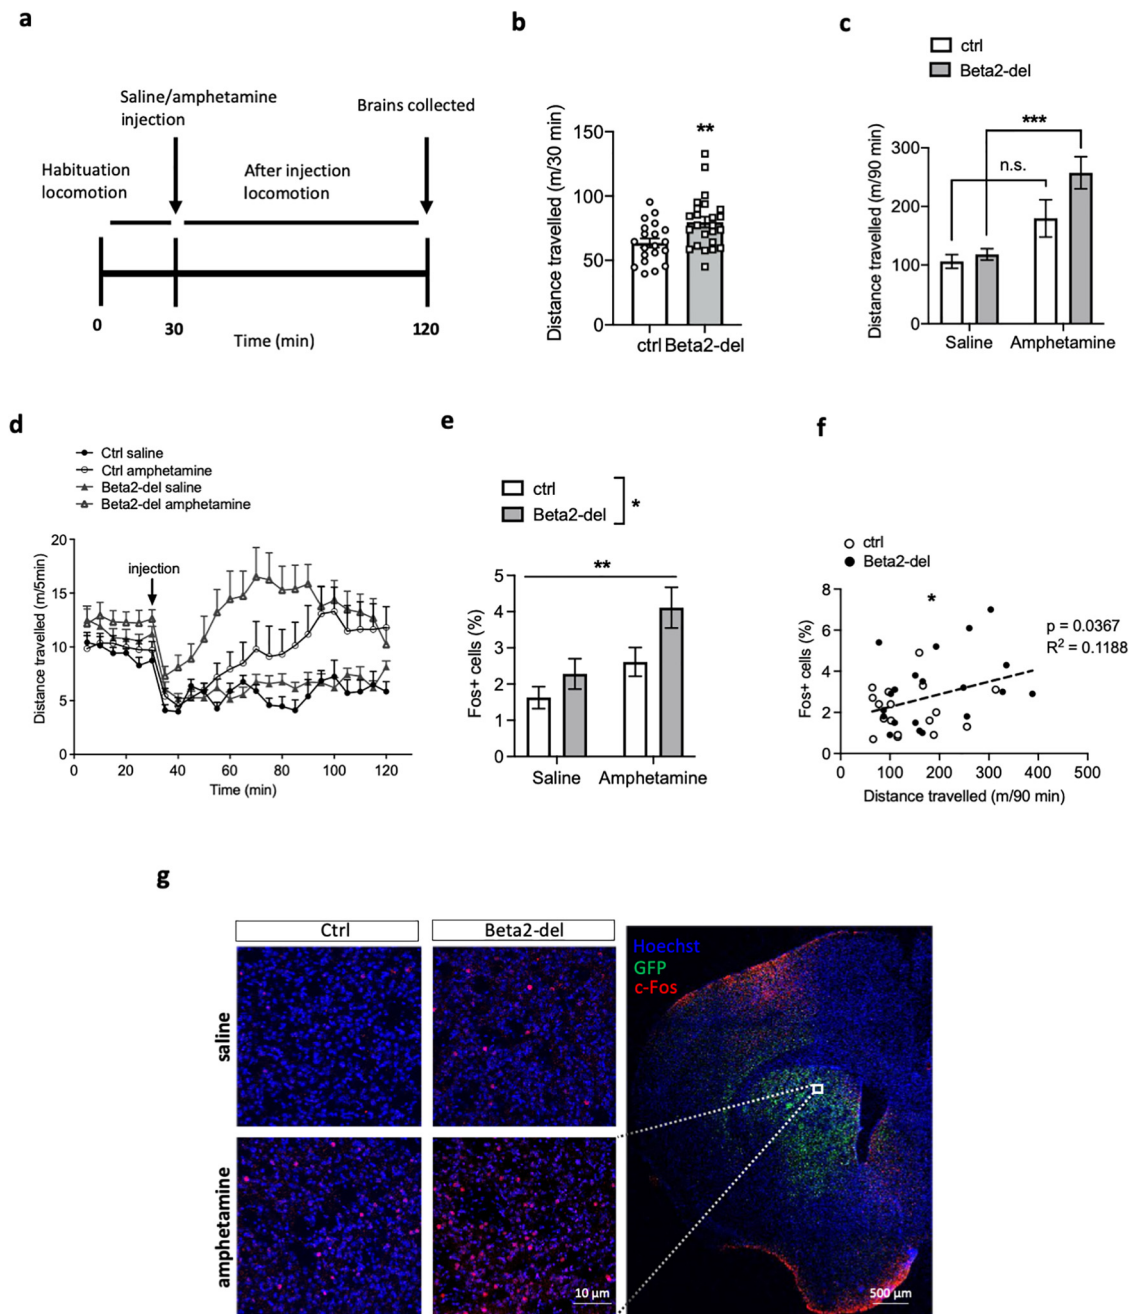 a
Saline/amphetamine
injection
Brains collected
Habituation
locomotion
After injection
locomotion
0
30
120
Time (min)
b
Distance travelled (m/30 min)
150
100
50
0
**
ctrl Beta2-del
c
ctrl
Beta2-del
Distance travelled (m/90 min)
300
200
100
0
***
n.s.
Saline Amphetamine
d
Ctrl saline
Ctrl amphetamine
Beta2-del saline
Beta2-del amphetamine
Distance travelled (m/5min)
20
15
10
5
0
injection
0 20 40 60 80 100 120
Time (min)
e
ctrl
Beta2-del
*
**
Fos+ cells (%)
5
4
3
2
1
0
Saline Amphetamine
f
ctrl
Beta2-del
Fos+ cells (%)
8
6
4
2
0
*
p = 0.0367
R² = 0.1188
0 100 200 300 400 500
Distance travelled (m/90 min)
g
Ctrl
Beta2-del
saline
amphetamine
10 µm
Hoechst
GFP
c-Fos
500 µm